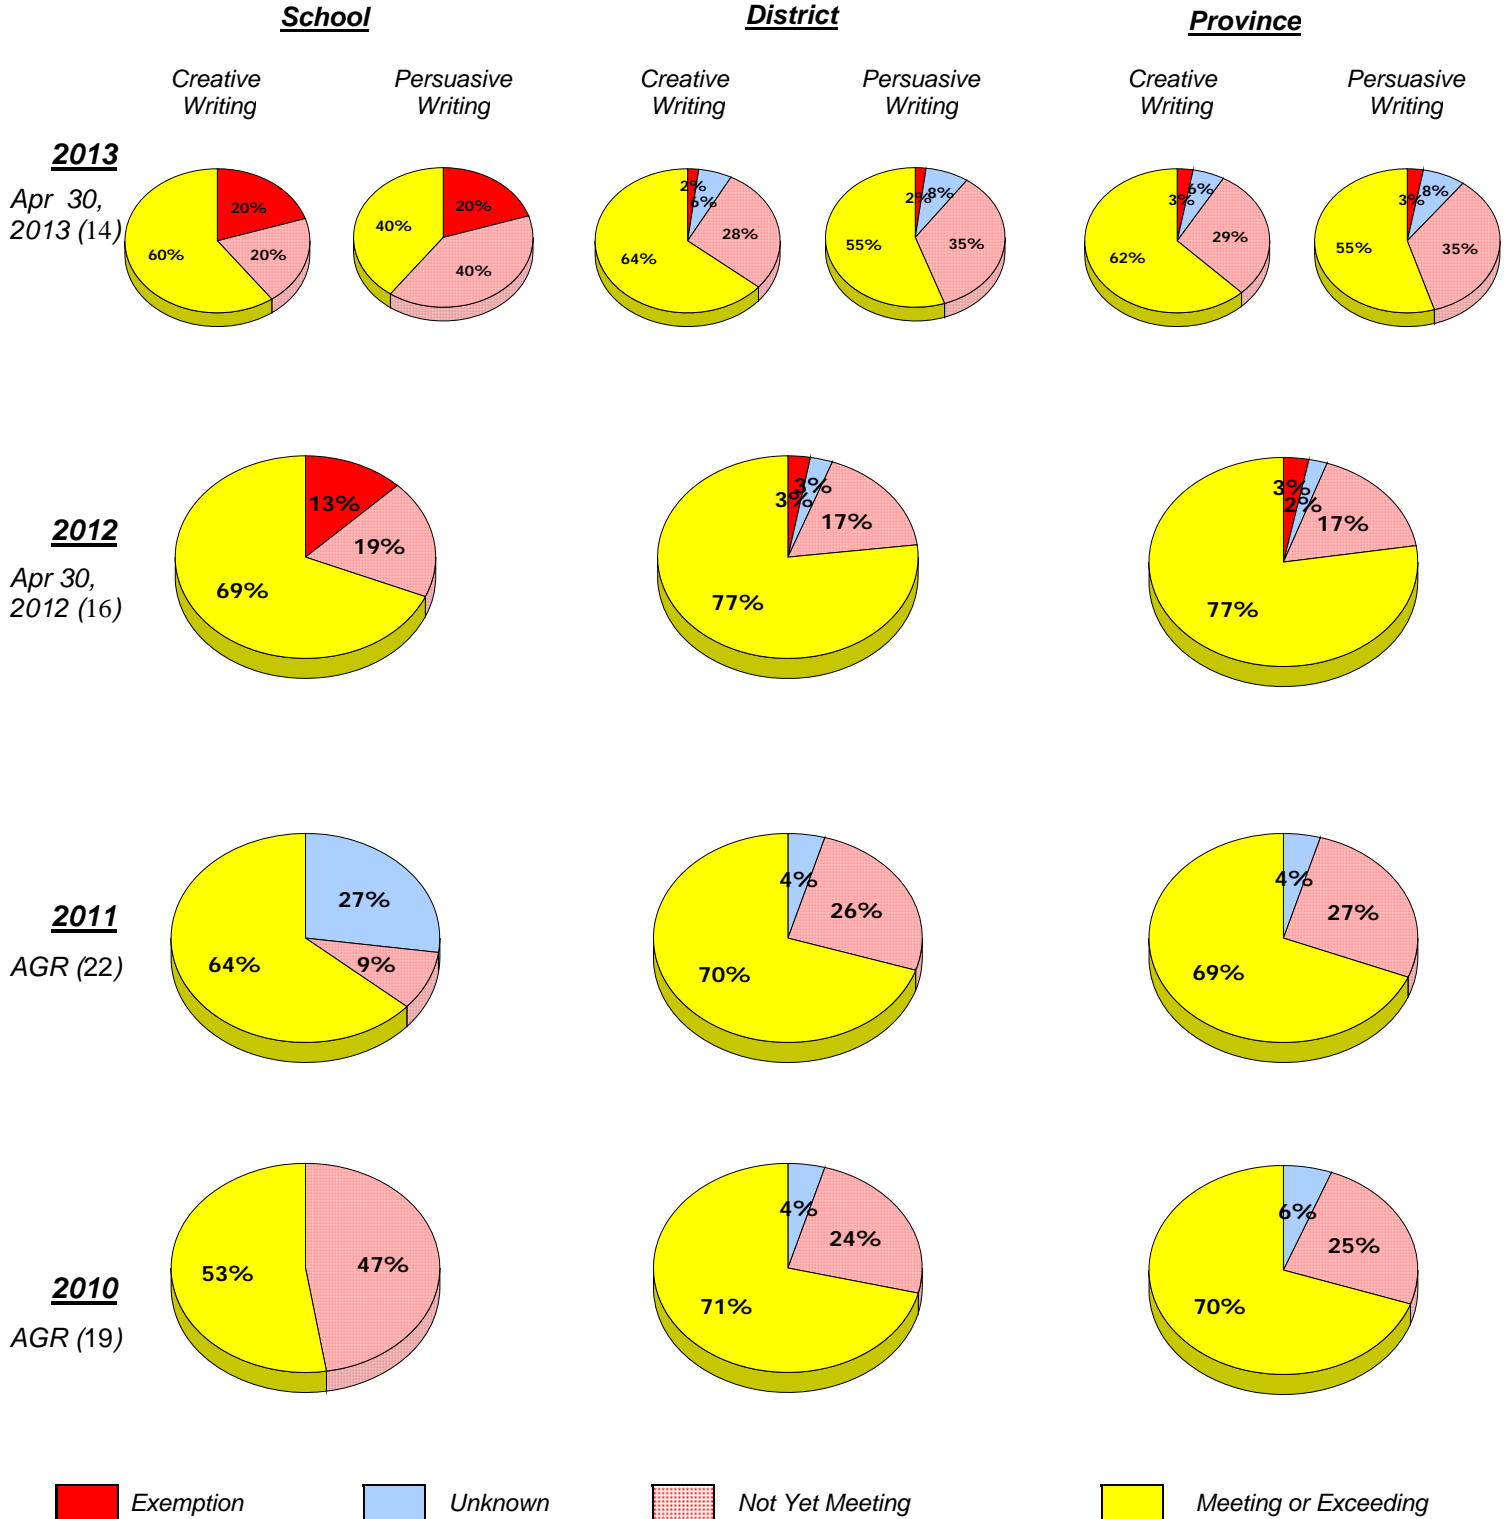 School
District
Province
Creative
Writing
Persuasive
Writing
Creative
Writing
Persuasive
Writing
Creative
Writing
Persuasive
Writing
2013
Apr 30,
2013 (14)
20%
20%
60%
20%
40%
40%
2%
6%
28%
64%
2%
8%
35%
55%
3%
6%
29%
62%
3%
8%
35%
55%
2012
Apr 30,
2012 (16)
13%
19%
69%
3%
3%
17%
77%
3%
2%
17%
77%
2011
AGR (22)
27%
9%
64%
4%
26%
70%
4%
27%
69%
2010
AGR (19)
47%
53%
4%
24%
71%
6%
25%
70%
Exemption
Unknown
Not Yet Meeting
Meeting or Exceeding